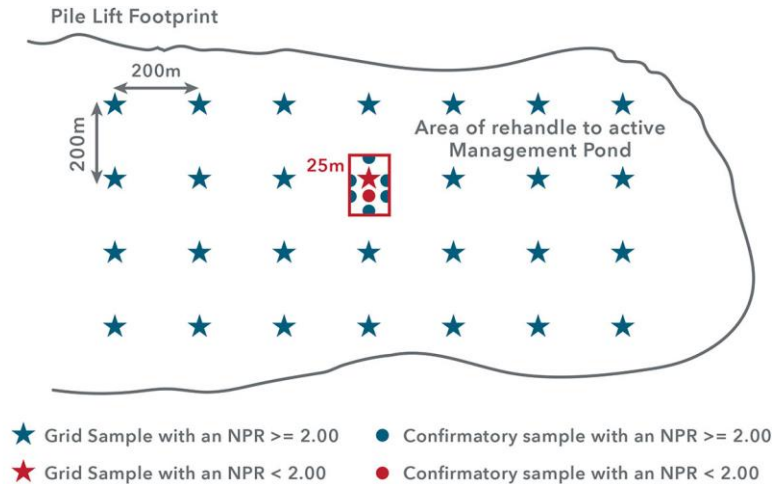 Pile Lift Footprint
200m
200m
Area of rehandle to active
Management Pond
25m
Grid Sample with an NPR >= 2.00
Confirmatory sample with an NPR >= 2.00
Grid Sample with an NPR < 2.00
Confirmatory sample with an NPR < 2.00